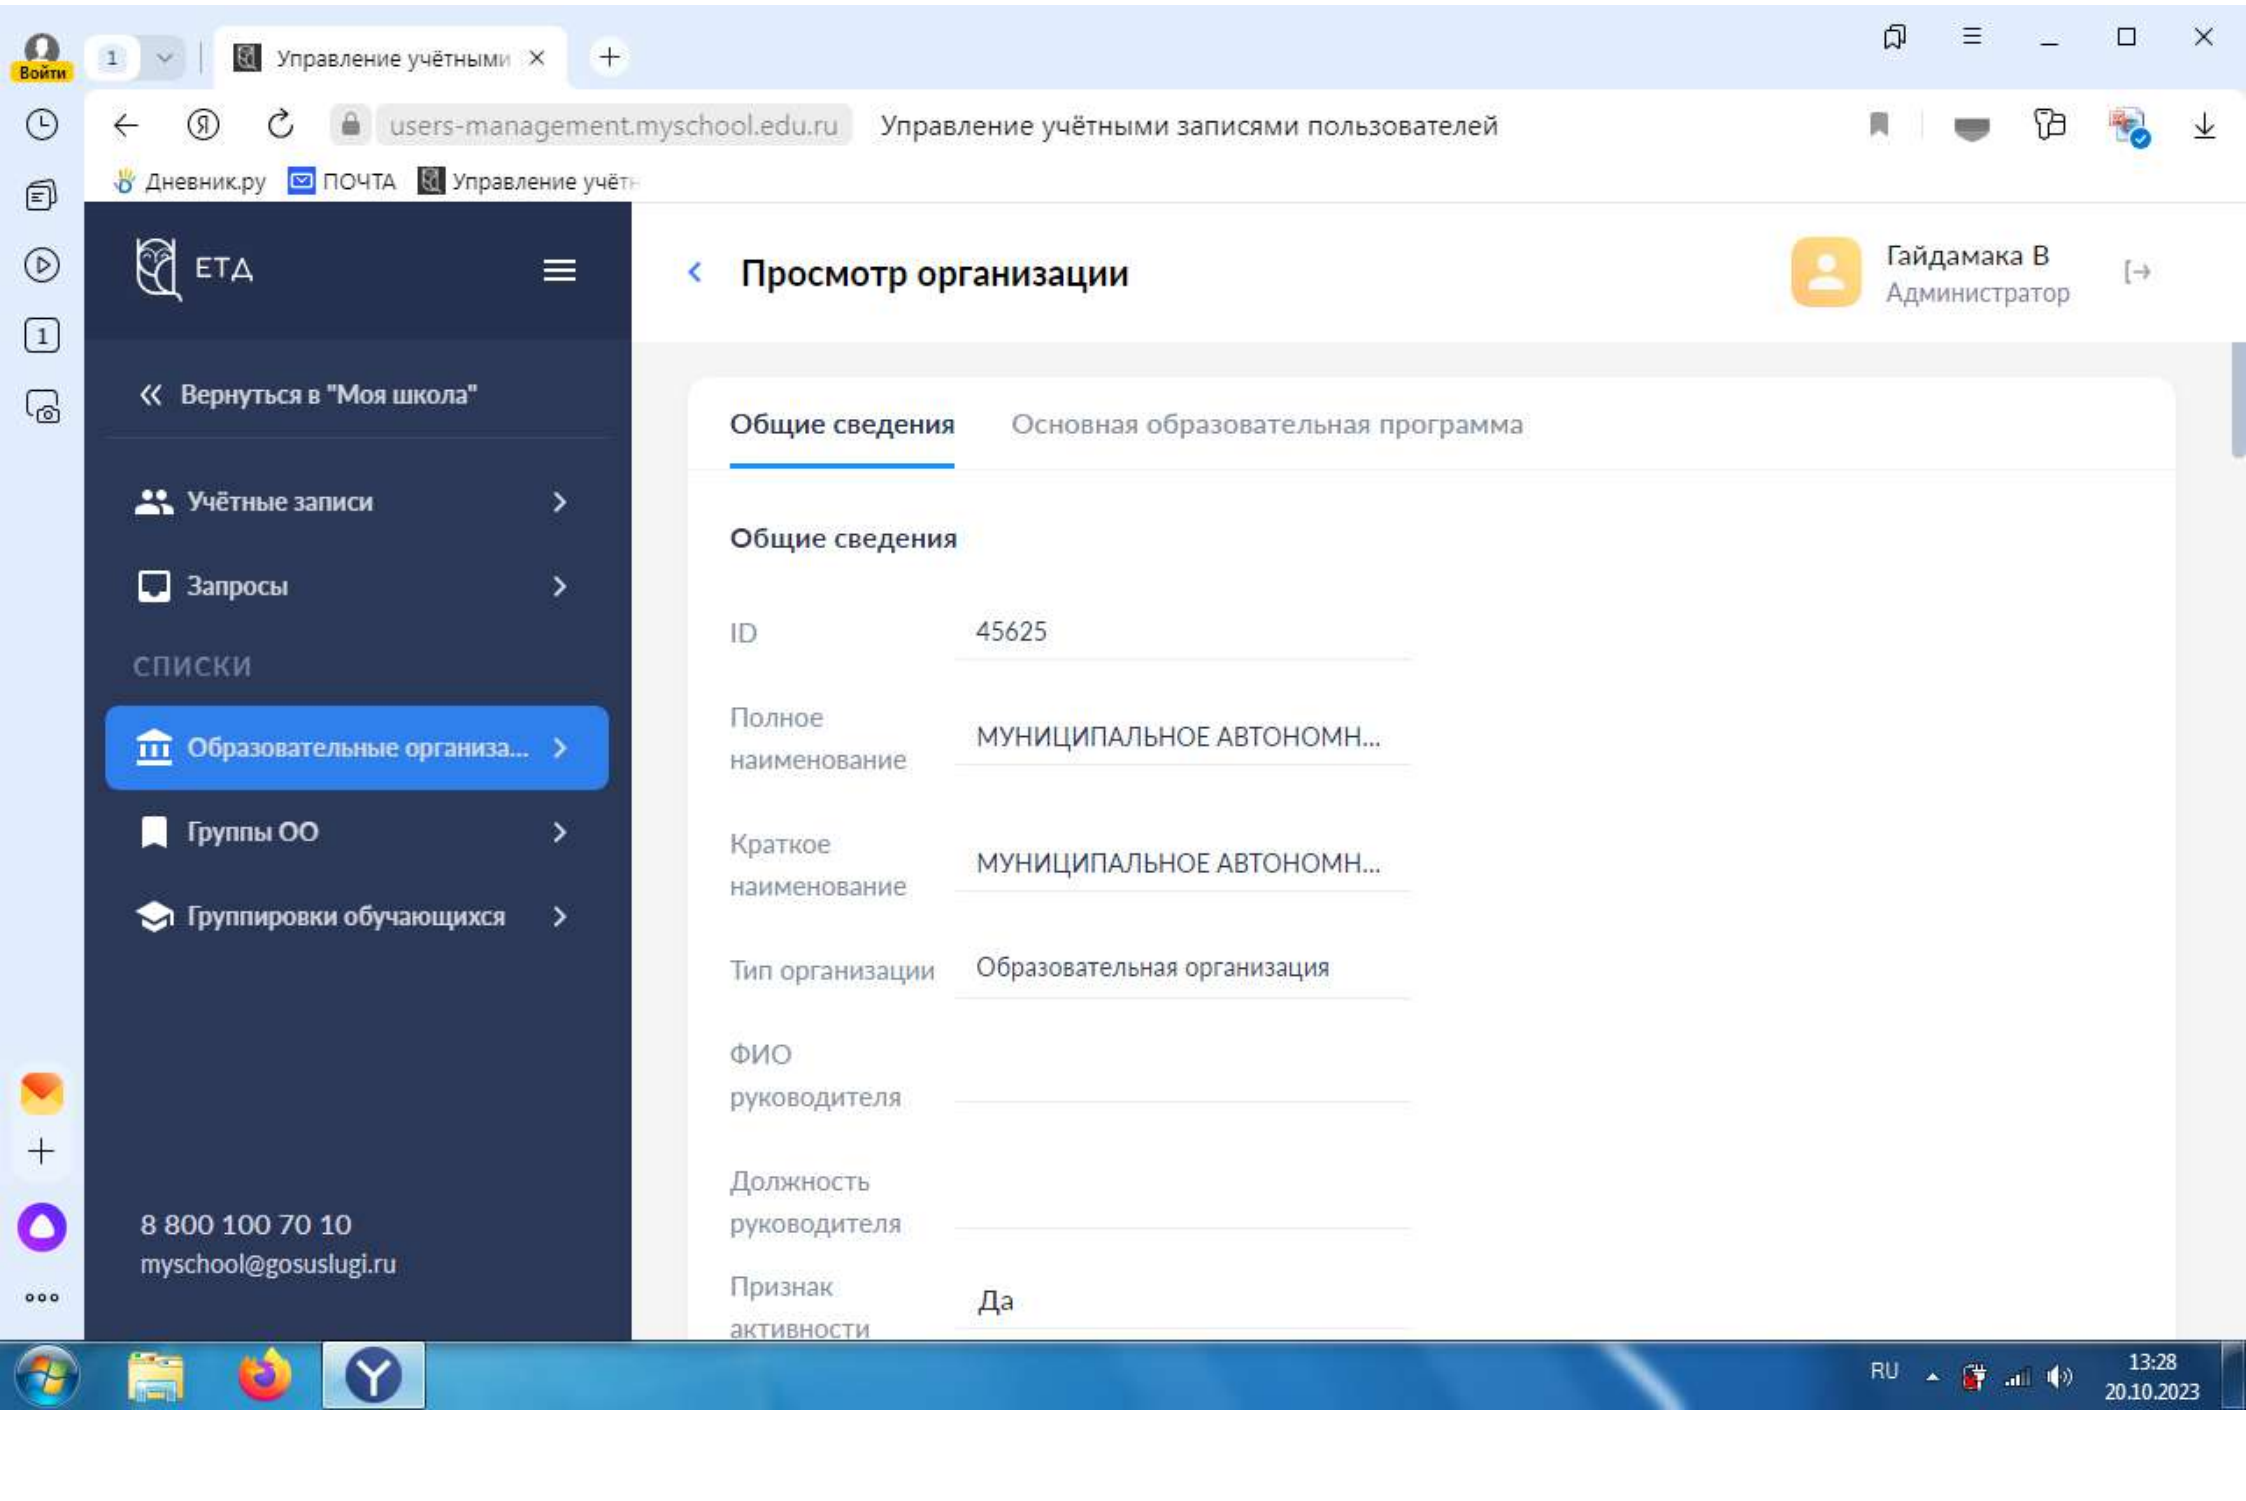 Войти
1
Управление учётными
users-management.myschool.edu.ru Управление учётными записями пользователей
Дневник.ру ПОЧТА Управление учётн
1
ЕТД
Просмотр организации
Гайдамака В
Администратор
Вернуться в "Моя школа"
Учётные записи
Запросы
СПИСКИ
Образовательные организа...
Группы ОО
Группировки обучающихся
8 800 100 70 10
myschool@gosuslugi.ru
Общие сведения Основная образовательная программа
Общие сведения
ID 45625
Полное
наименование
МУНИЦИПАЛЬНОЕ АВТОНОМН...
Краткое
наименование
МУНИЦИПАЛЬНОЕ АВТОНОМН...
Тип организации Образовательная организация
ФИО
руководителя
Должность
руководителя
Признак
активности
Да
RU
13:28
20.10.2023